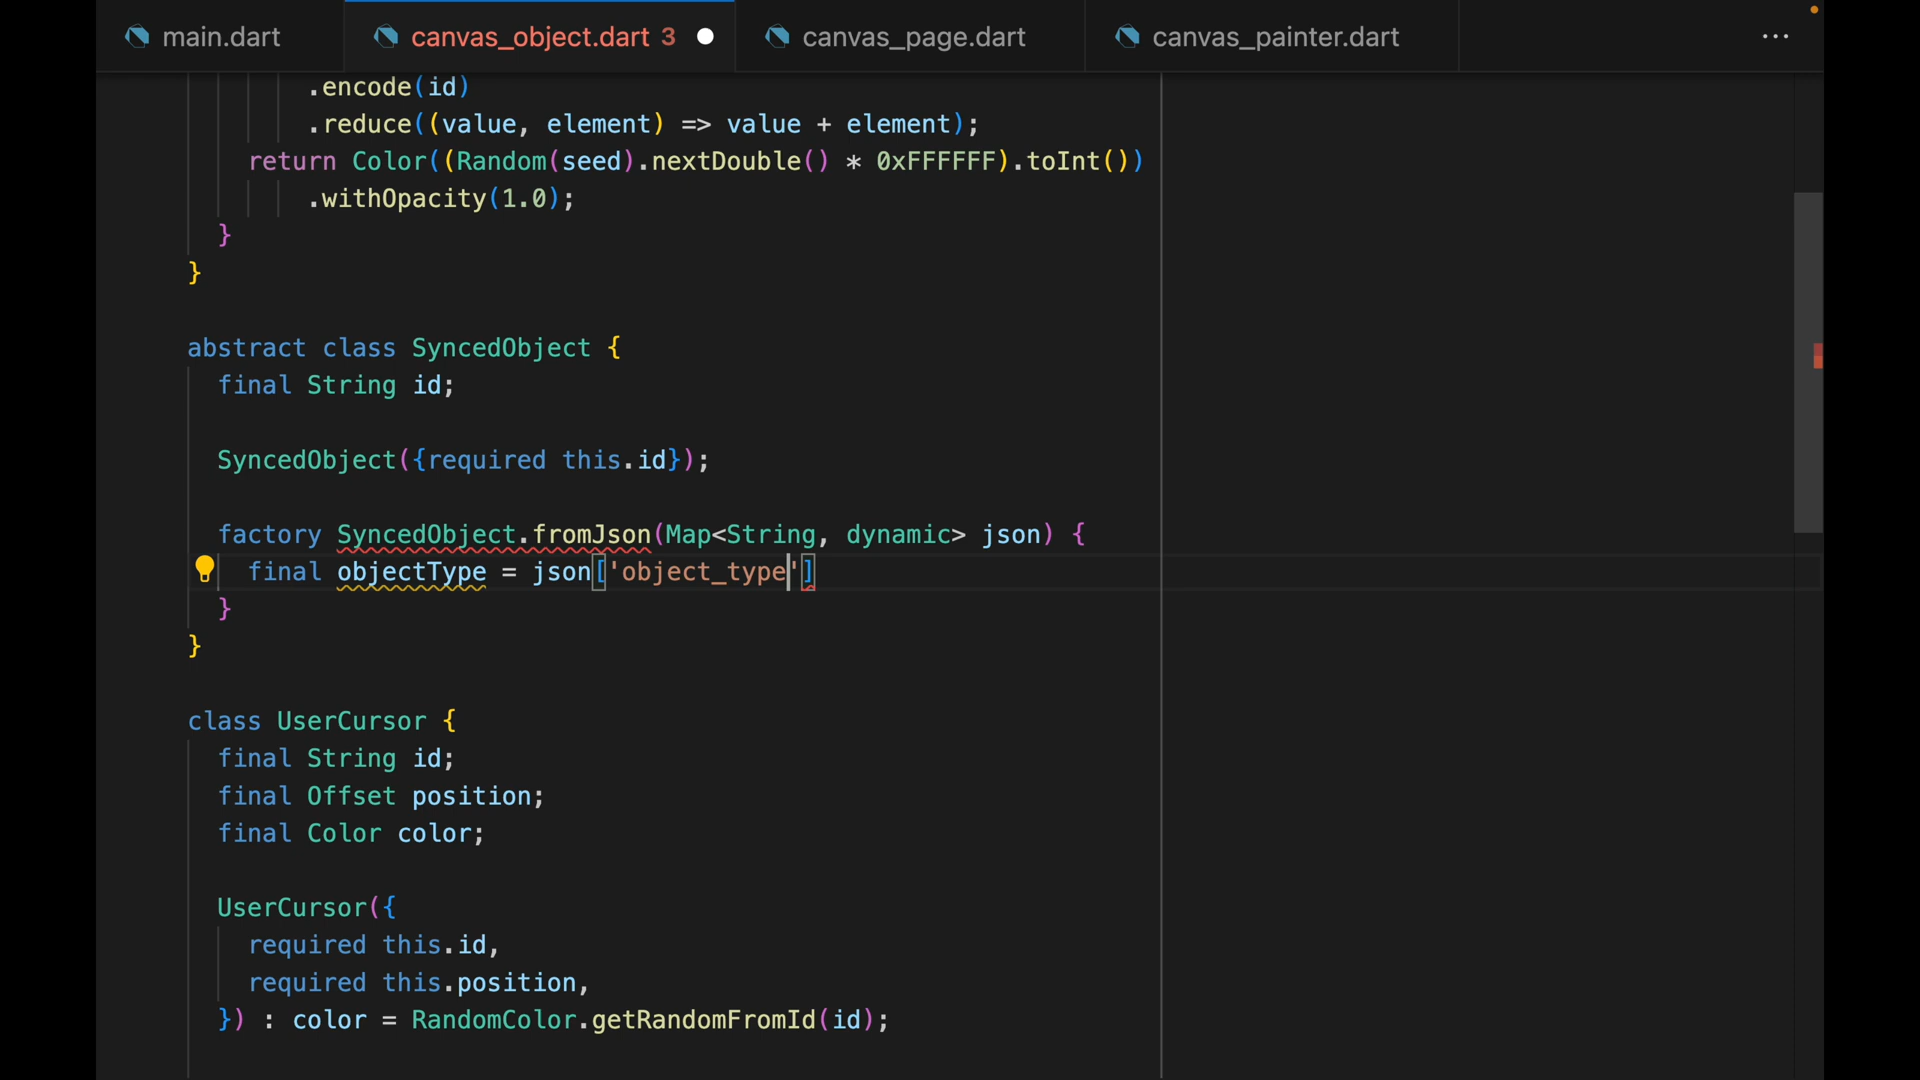 main.dart
canvas_object.dart 3
canvas_page.dart
canvas_painter.dart
...
.encode(id)
.reduce((value, element) => value + element);
return Color((Random(seed).nextDouble() * 0xFFFFFF).toInt())
.withOpacity(1.0);
}
}
abstract class SyncedObject {
final String id;
SyncedObject({required this.id});
factory SyncedObject.fromJson(Map<String, dynamic> json) {
final objectType = json['object_type']
}
}
class UserCursor {
final String id;
final Offset position;
final Color color;
UserCursor({
required this.id,
required this.position,
}) : color = RandomColor.getRandomFromId(id);